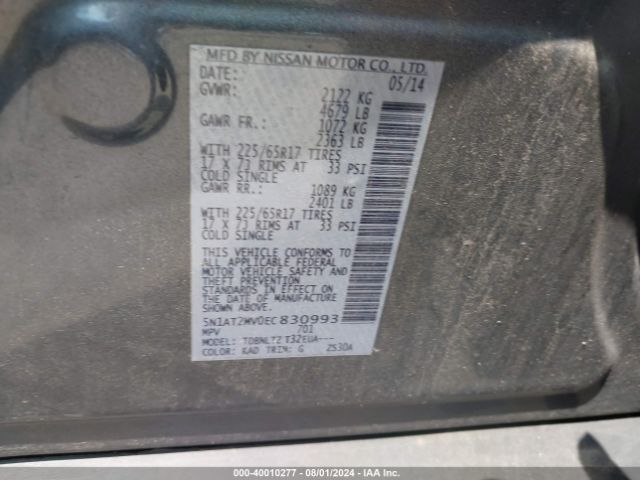 MFD BY NISSAN MOTOR CO., LTD.
DATE: 05/14
GVWR: 2122 KG
4679 LB
GAWR FR.: 1072 KG
2363 LB
WITH 225/65R17 TIRES
17 X 7J RIMS AT 33 PSI
COLD SINGLE
GAWR RR.: 1089 KG
2401 LB
WITH 225/65R17 TIRES
17 X 7J RIMS AT 33 PSI
COLD SINGLE
THIS VEHICLE CONFORMS TO
ALL APPLICABLE FEDERAL
MOTOR VEHICLE SAFETY AND
THEFT PREVENTION
STANDARDS IN EFFECT ON
THE DATE OF MANUFACTURE
SHOWN ABOVE.
5N1AT2MV0EC830993
MPV 701
MODEL: TDBNLTZ T32EUA---
COLOR: KAD TRIM: G ZS30A
000-40010277 - 08/01/2024 - IAA Inc.